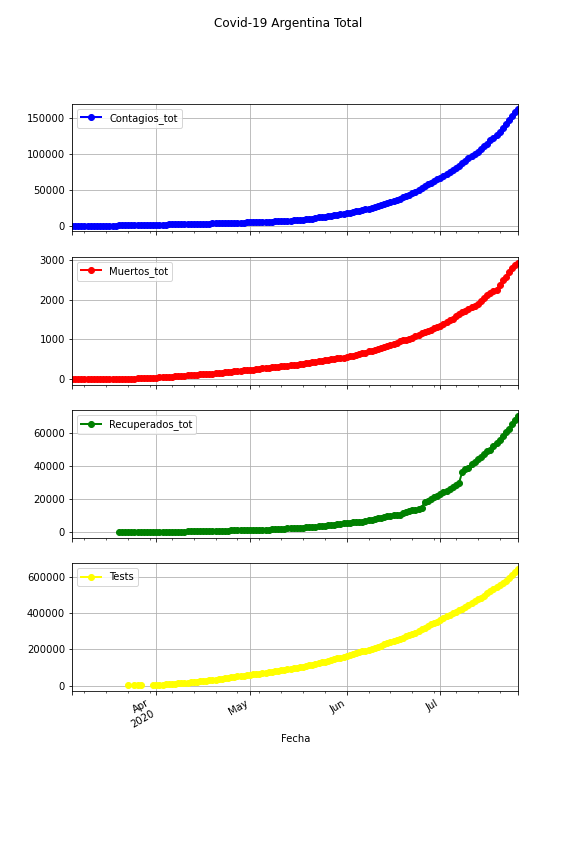 Covid-19 Argentina Total
150000
100000
50000
0
Contagios_tot
3000
2000
1000
0
Muertos_tot
60000
40000
20000
0
Recuperados_tot
600000
400000
200000
0
Tests
Apr
2020
May
Jun
Jul
Fecha